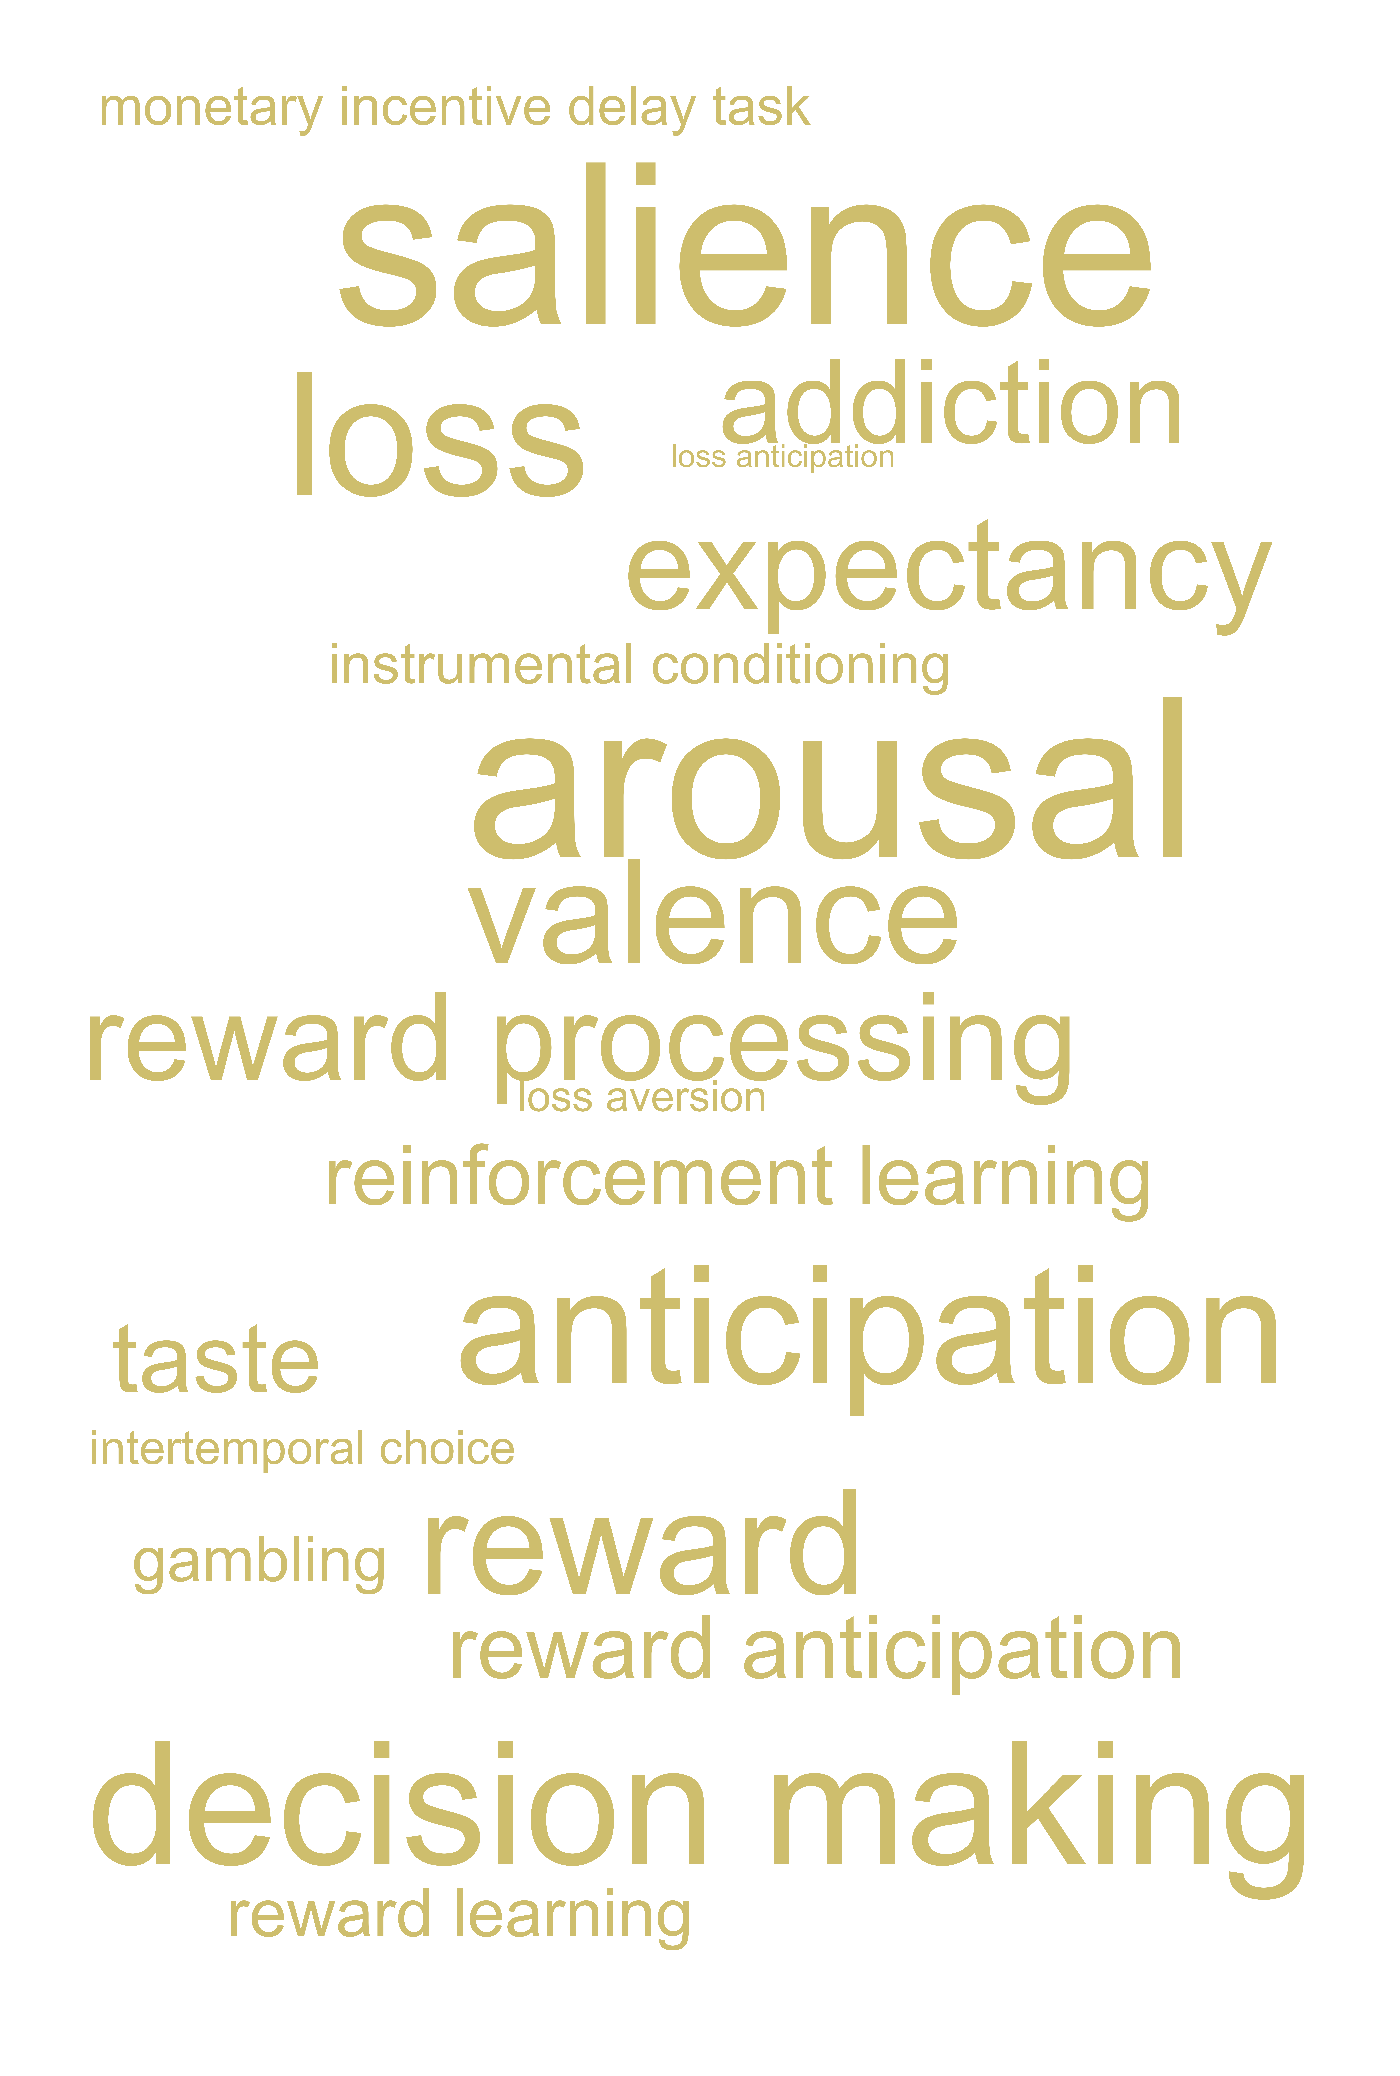 monetary incentive delay task
salience
loss
addiction
loss anticipation
expectancy
instrumental conditioning
arousal
valence
reward processing
loss aversion
reinforcement learning
anticipation
taste
intertemporal choice
reward
gambling
reward anticipation
decision making
reward learning